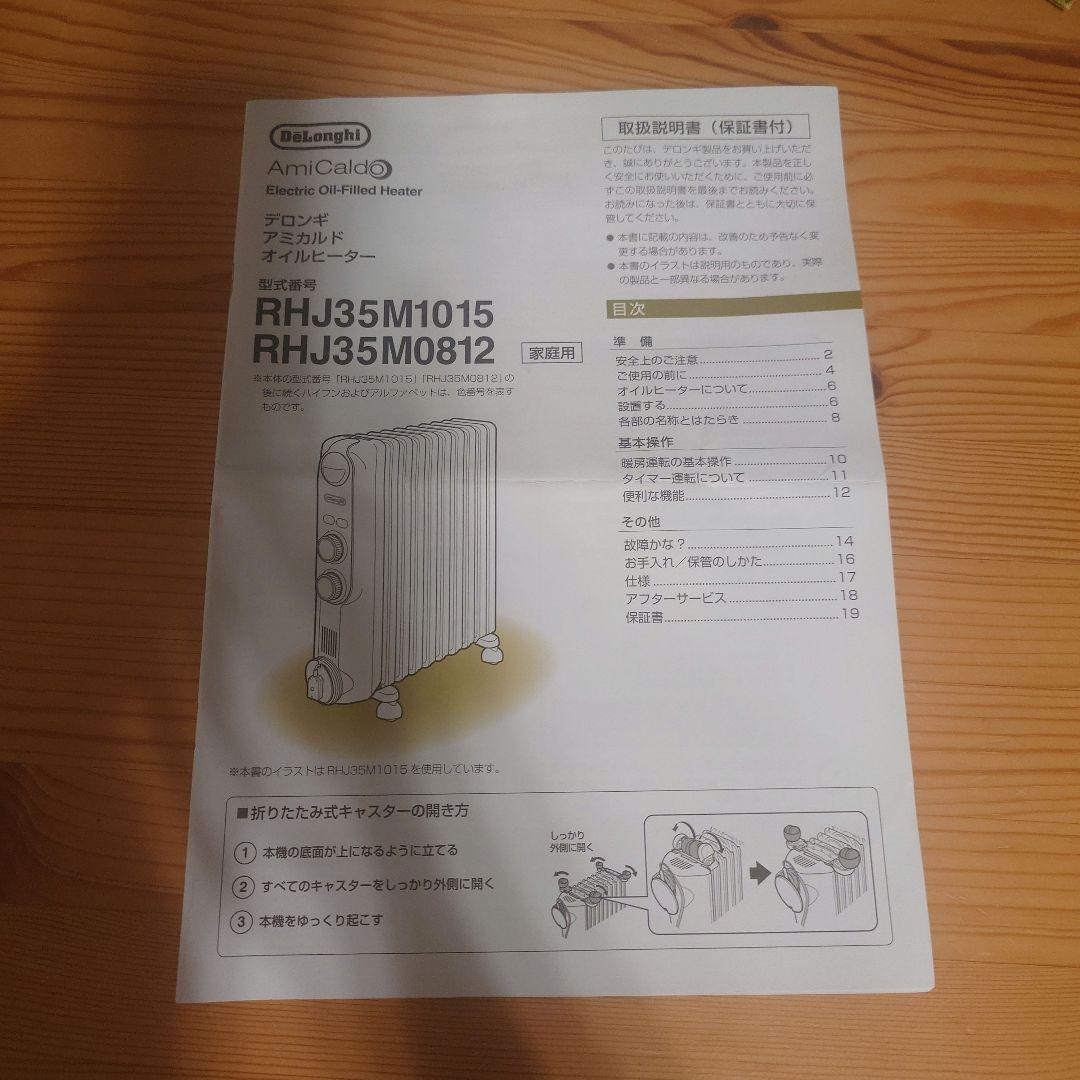 DeLonghi
AmiCaldo
Electric Oil-Filled Heater
デロンギ
アミカルド
オイルヒーター
型式番号
RHJ35M1015
RHJ35M0812
家庭用
※本体の型式番号「RHJ35M1015」「RHJ35M0812」の
後に続くハイフンおよびアルファベットは、色番号を表す
ものです。
DeLonghi
※本書のイラストはRHJ35M1015を使用しています。
取扱説明書（保証書付）
このたびは、デロンギ製品をお買い上げいただ
き、誠にありがとうございます。本製品を正し
く安全にお使いいただくために、ご使用前に必
ずこの取扱説明書を最後までお読みください。
お読みになった後は、保証書とともに大切に保
管してください。
● 本書に記載の内容は、改善のため予告なく変
更する場合があります。
● 本書のイラストは説明用のものであり、実際
の製品と一部異なる場合があります。
目次
準 備
安全上のご注意……………………………2
ご使用の前に………………………………4
オイルヒーターについて…………………6
設置する……………………………………6
各部の名称とはたらき……………………8
基本操作
暖房運転の基本操作………………………10
タイマー運転について……………………11
便利な機能…………………………………12
その他
故障かな？…………………………………14
お手入れ／保管のしかた…………………16
仕様…………………………………………17
アフターサービス…………………………18
保証書………………………………………19
■折りたたみ式キャスターの開き方
① 本機の底面が上になるように立てる
② すべてのキャスターをしっかり外側に開く
③ 本機をゆっくり起こす
しっかり
外側に開く